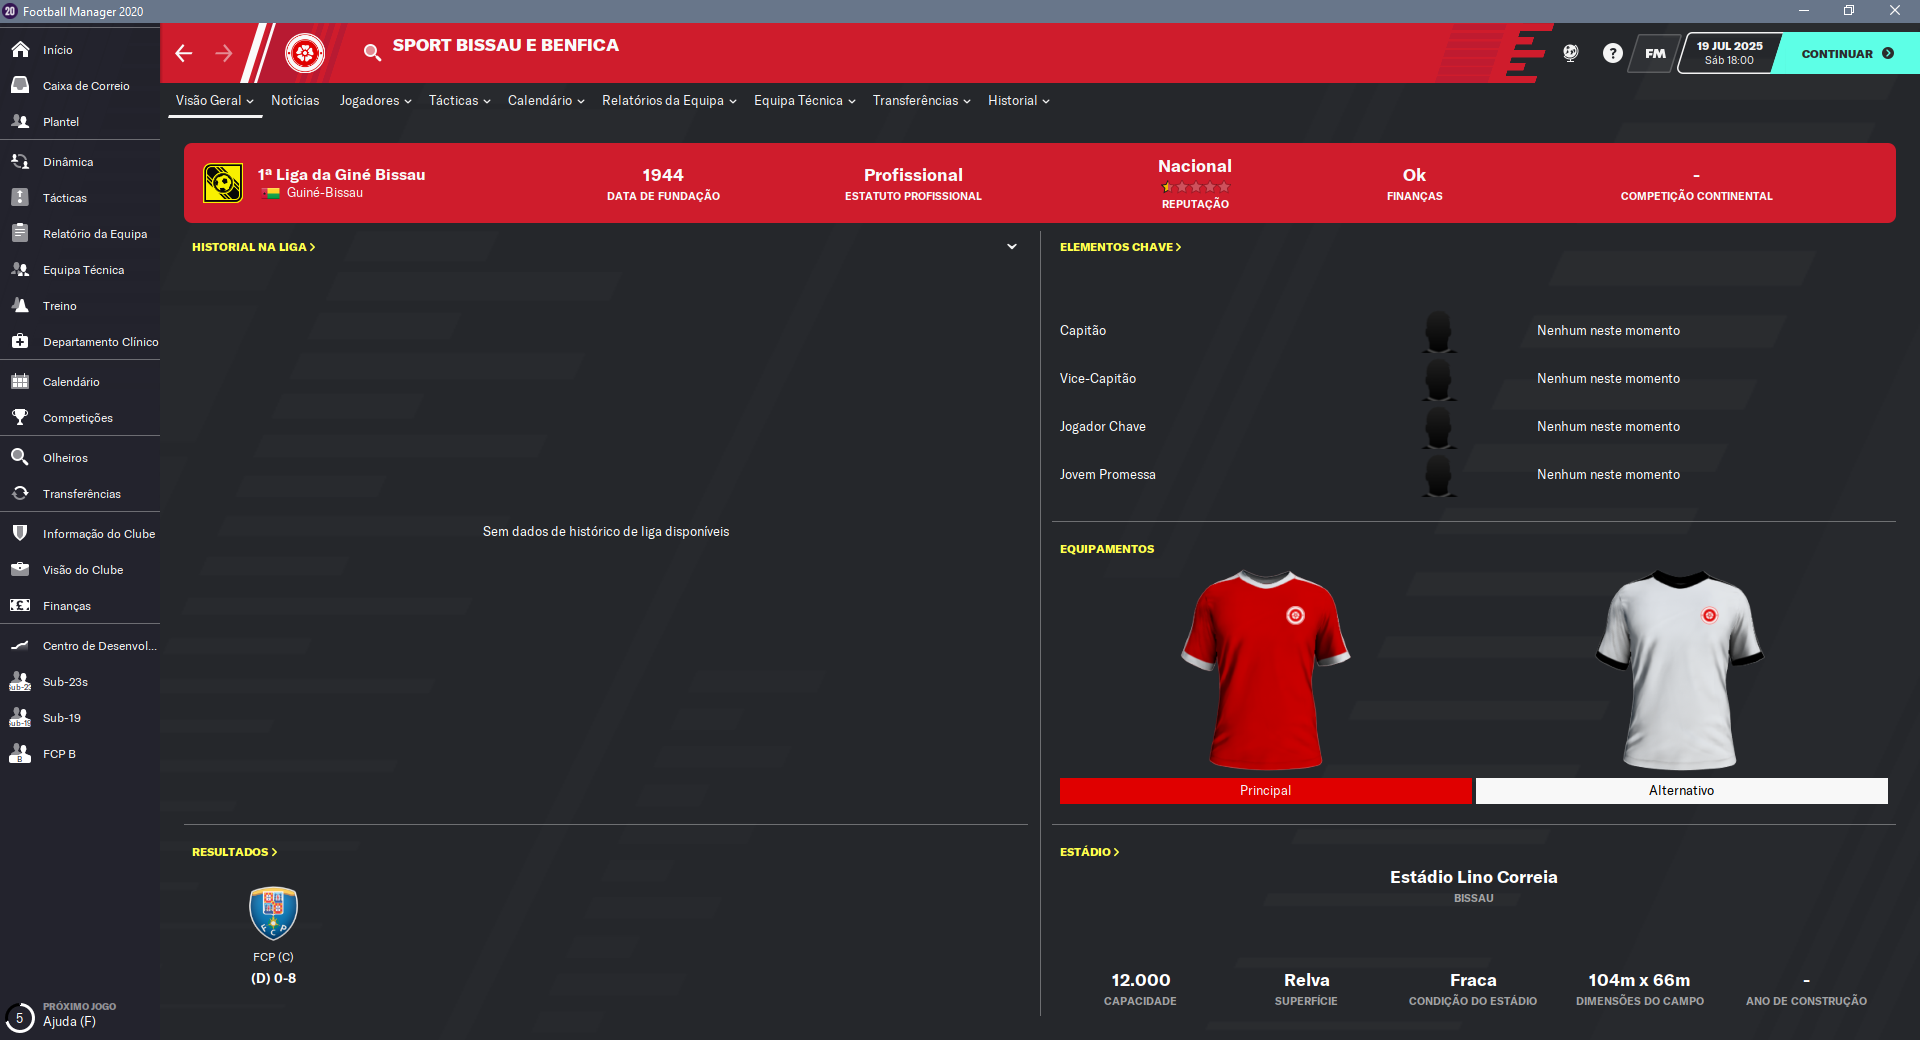 20 Football Manager 2020
Início
Caixa de Correio
Plantel
Dinâmica
Tácticas
Relatório da Equipa
Equipa Técnica
Treino
Departamento Clínico
Calendário
Competições
Olheiros
Transferências
Informação do Clube
Visão do Clube
Finanças
Centro de Desenvol...
Sub-23s
Sub-19
B
FCP B
PRÓXIMO JOGO
5 Ajuda (F)
SPORT BISSAU E BENFICA
? FM
19 JUL 2025
Sáb 18:00
CONTINUAR
Visão Geral Notícias Jogadores Tácticas Calendário Relatórios da Equipa Equipa Técnica Transferências Historial
1ª Liga da Giné Bissau
Guiné-Bissau
1944
DATA DE FUNDAÇÃO
Profissional
ESTATUTO PROFISSIONAL
Nacional
REPUTAÇÃO
Ok
FINANÇAS
-
COMPETIÇÃO CONTINENTAL
HISTORIAL NA LIGA >
Sem dados de histórico de liga disponíveis
RESULTADOS >
FCP
FCP (C)
(D) 0-8
ELEMENTOS CHAVE >
Capitão Nenhum neste momento
Vice-Capitão Nenhum neste momento
Jogador Chave Nenhum neste momento
Jovem Promessa Nenhum neste momento
EQUIPAMENTOS
Principal
Alternativo
ESTÁDIO >
Estádio Lino Correia
BISSAU
12.000
CAPACIDADE
Relva
SUPERFÍCIE
Fraca
CONDIÇÃO DO ESTÁDIO
104m x 66m
DIMENSÕES DO CAMPO
-
ANO DE CONSTRUÇÃO